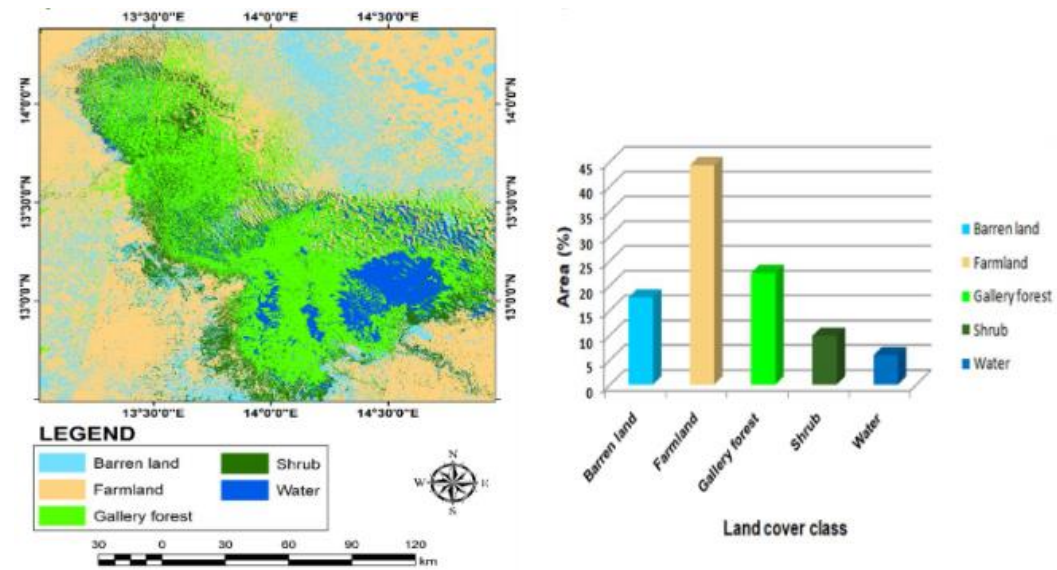 13°30'0"E 14°0'0"E 14°30'0"E
14°0'0"N 14°0'0"N
13°30'0"N 13°30'0"N
13°0'0"N 13°0'0"N
13°30'0"E 14°0'0"E 14°30'0"E
LEGEND
Barren land Shrub
Farmland Water
Gallery forest
N
W E
S
30 0 30 60 90 120
km
45
40
35
30
25
20
15
10
5
0
Area (%)
Barren land
Farmland
Gallery forest
Shrub
Water
Land cover class
Barren land
Farmland
Gallery forest
Shrub
Water